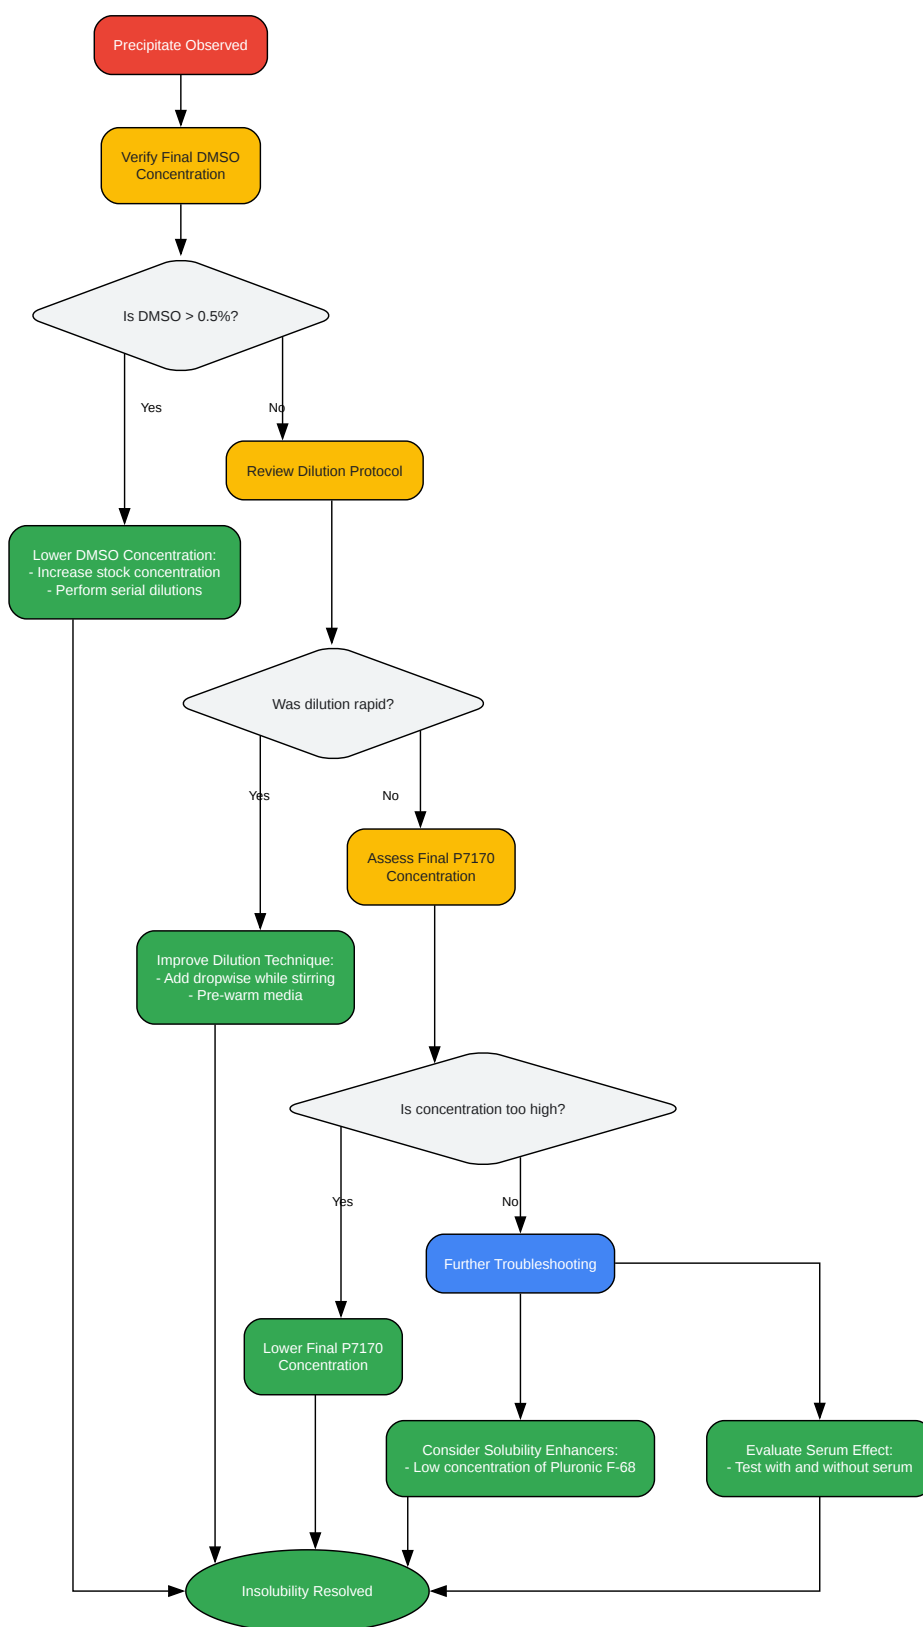 Precipitate Observed
Verify Final DMSO
Concentration
Is DMSO > 0.5%?
Yes
No
Review Dilution Protocol
Lower DMSO Concentration:
- Increase stock concentration
- Perform serial dilutions
Was dilution rapid?
Yes
No
Assess Final P7170
Concentration
Improve Dilution Technique:
- Add dropwise while stirring
- Pre-warm media
Is concentration too high?
Yes
No
Further Troubleshooting
Lower Final P7170
Concentration
Consider Solubility Enhancers:
- Low concentration of Pluronic F-68
Evaluate Serum Effect:
- Test with and without serum
Insolubility Resolved